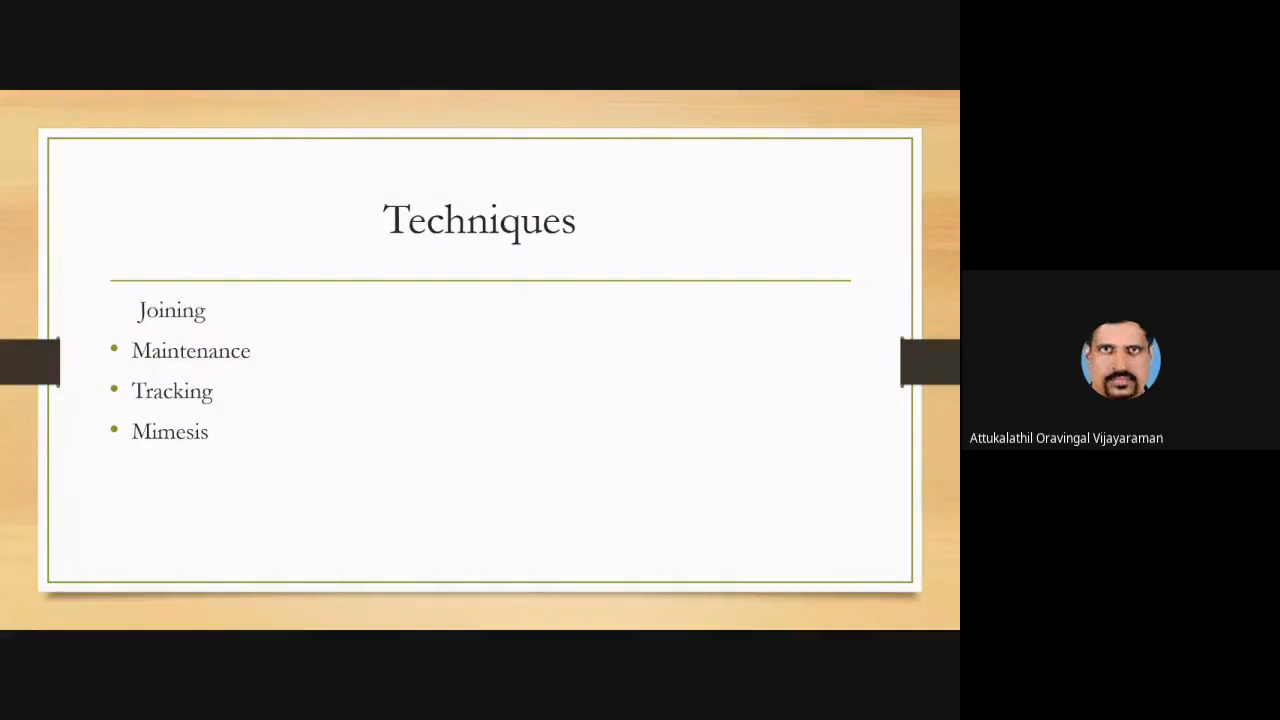 Techniques
Joining
Maintenance
Tracking
Mimesis
Attukalathil Oravingal Vijayaraman